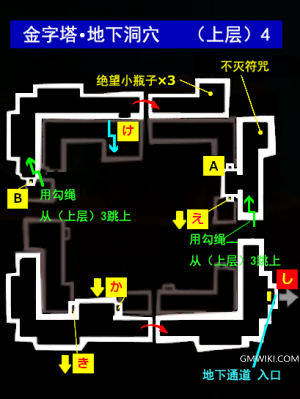 金字塔•地下洞穴 （上层）4
不灭符咒
绝望小瓶子×3
け
A
B
用勾绳
从（上层）3跳上
え
用勾绳
从（上层）3跳上
か
し
き
GMWIKI.COM
地下通道 入口